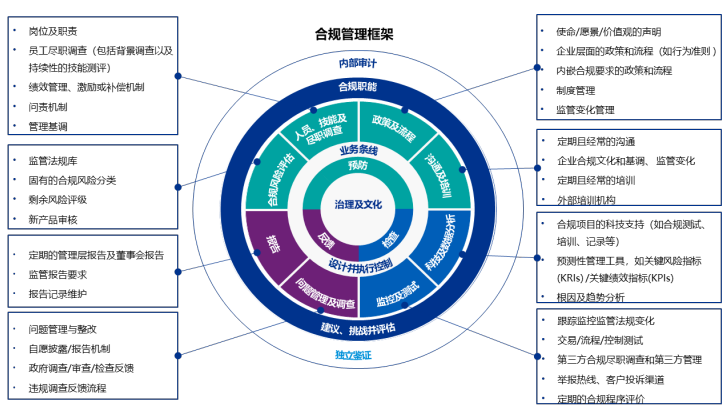 合规管理框架
岗位及职责
员工尽职调查（包括背景调查以及
持续性的技能测评）
绩效管理、激励或补偿机制
问责机制
管理基调
监管法规库
固有的合规风险分类
剩余风险评级
新产品审核
定期的管理层报告及董事会报告
监管报告要求
报告记录维护
问题管理与整改
自愿披露/报告机制
政府调查/审查/检查反馈
违规调查反馈流程
内部审计
合规职能
人员、技能及
尽职调查
政策及流程
合规风险评估
沟通及培训
业务条线
预防
治理及文化
反馈
检查
报告
科技及数据分析
设计并执行控制
问题管理及调查
监控及测试
建议、挑战并评估
独立鉴证
使命/愿景/价值观的声明
企业层面的政策和流程（如行为准则）
内嵌合规要求的政策和流程
制度管理
监管变化管理
定期且经常的沟通
企业合规文化和基调、监管变化
定期且经常的培训
外部培训机构
合规项目的科技支持（如合规测试、
培训、记录等）
预测性管理工具，如关键风险指标
(KRIs) /关键绩效指标(KPIs)
根因及趋势分析
跟踪监控监管法规变化
交易/流程/控制测试
第三方合规尽职调查和第三方管理
举报热线、客户投诉渠道
定期的合规程序评价